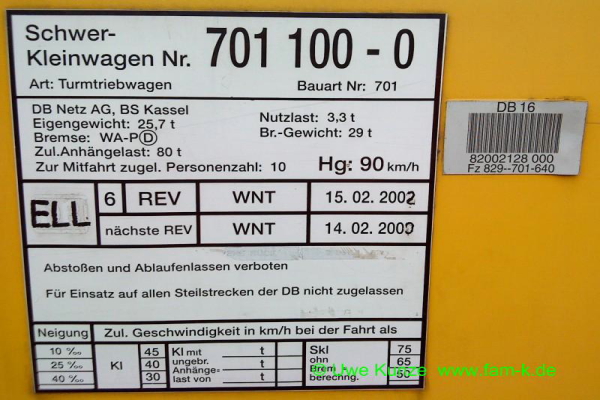 Schwer-
Kleinwagen Nr. 701 100 - 0
Art: Turmtriebwagen Bauart Nr: 701
DB Netz AG, BS Kassel
Eigengewicht: 25,7 t Nutzlast: 3,3 t
Bremse: WA-P(D) Br.-Gewicht: 29 t
Zul.Anhängelast: 80 t
Zur Mitfahrt zugel. Personenzahl: 10 Hg: 90 km/h
ELL 6 REV WNT 15. 02. 2002
nächste REV WNT 14. 02. 2000
Abstoßen und Ablaufenlassen verboten
Für Einsatz auf allen Steilstrecken der DB nicht zugelassen
Neigung Zul. Geschwindigkeit in km/h bei der Fahrt als
10 ‰ 45 Kl mit t Skl 75
25 ‰ Kl 40 ungebr. t ohn 65
40 ‰ 30 Anhänge- last von t berechng.
DB 16
82002128 000
Fz 829--701-640
© Uwe Kunze www.fam-k.de